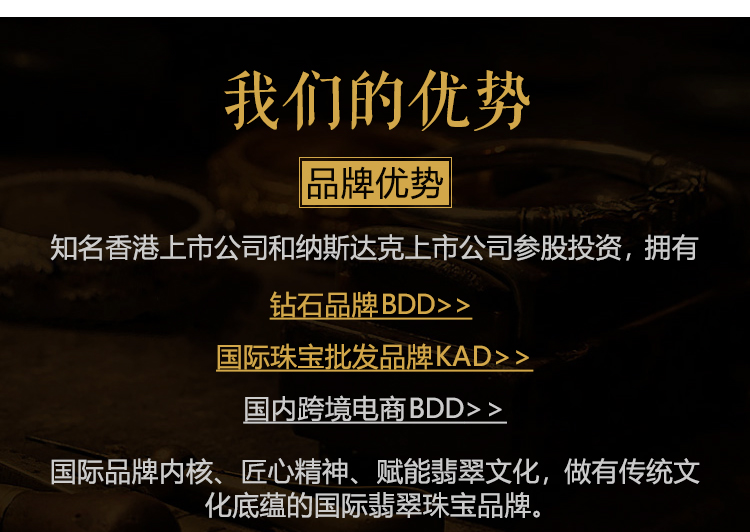 我们的优势
品牌优势
知名香港上市公司和纳斯达克上市公司参股投资，拥有
钻石品牌BDD>>
国际珠宝批发品牌KAD>>
国内跨境电商BDD>>
国际品牌内核、匠心精神、赋能翡翠文化，做有传统文
化底蕴的国际翡翠珠宝品牌。